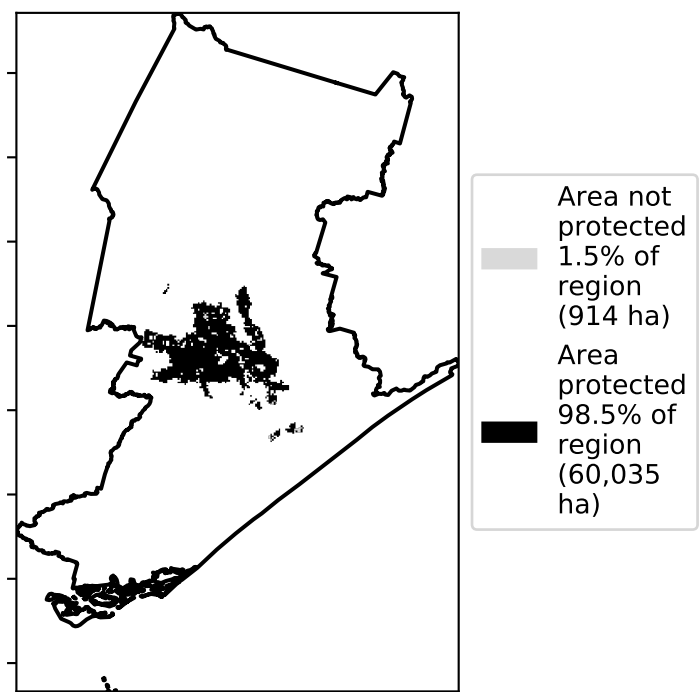 Area not
protected
1.5% of
region
(914 ha)
Area
protected
98.5% of
region
(60,035
ha)